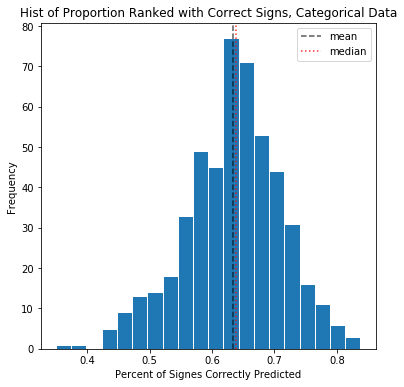 Hist of Proportion Ranked with Correct Signs, Categorical Data
mean
median
Frequency
80
70
60
50
40
30
20
10
0
0.4 0.5 0.6 0.7 0.8
Percent of Signes Correctly Predicted